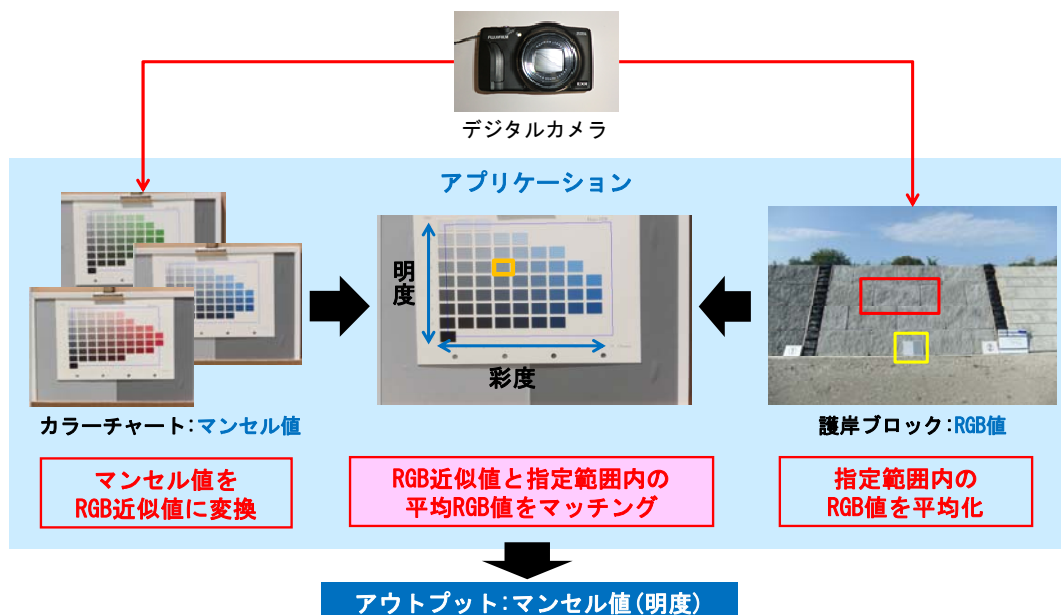 デジタルカメラ
アプリケーション
明度
彩度
カラーチャート:マンセル値
護岸ブロック:RGB値
マンセル値を
RGB近似値に変換
RGB近似値と指定範囲内の
平均RGB値をマッチング
指定範囲内の
RGB値を平均化
アウトプット:マンセル値(明度)